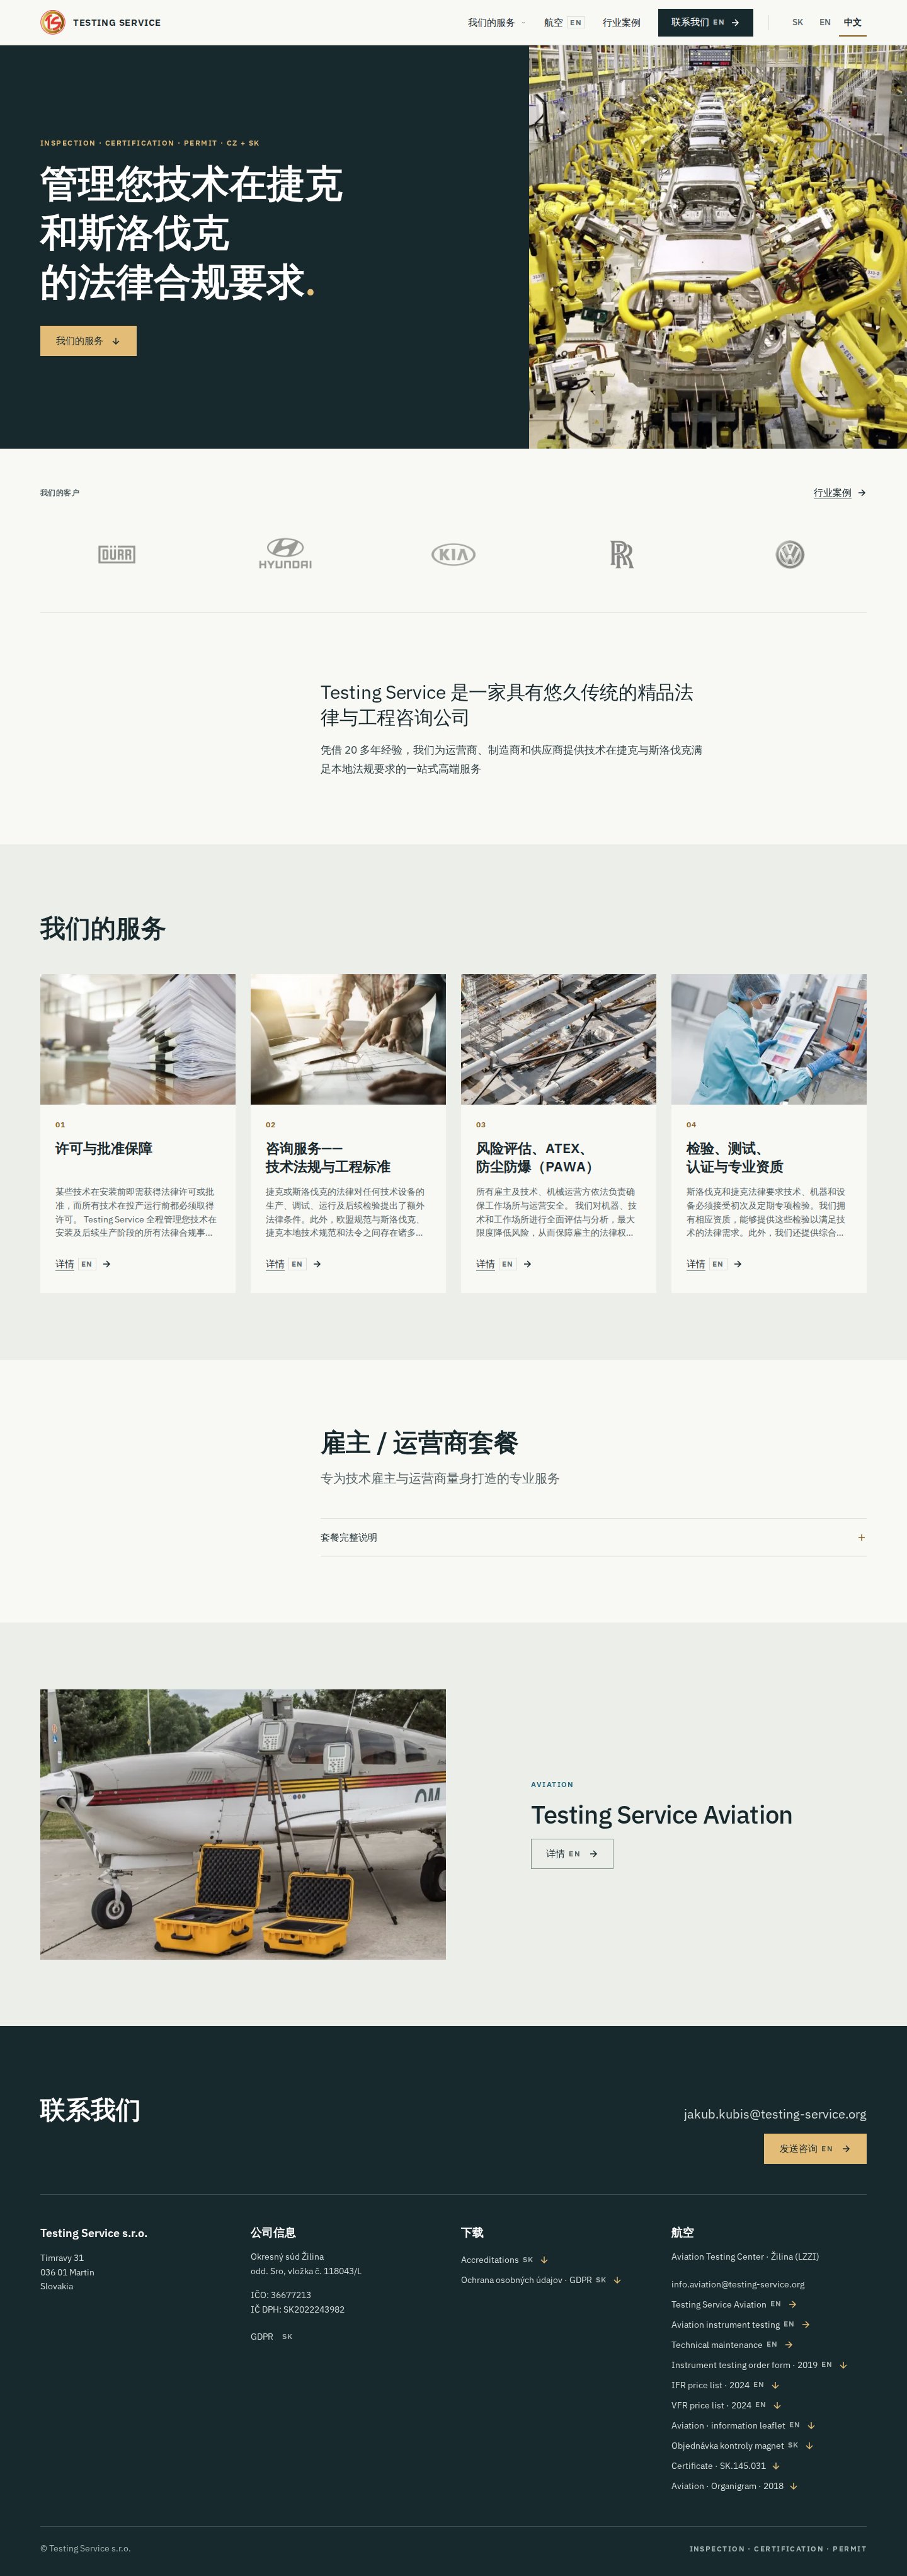 TESTING SERVICE
我们的服务
航空 EN
行业案例
联系我们 EN
SK EN 中文
INSPECTION · CERTIFICATION · PERMIT · CZ + SK
管理您技术在捷克
和斯洛伐克
的法律合规要求.
我们的服务
我们的客户
行业案例
DÜRR
HYUNDAI
KIA
RR
VW
Testing Service 是一家具有悠久传统的精品法
律与工程咨询公司
凭借 20 多年经验，我们为运营商、制造商和供应商提供技术在捷克与斯洛伐克满
足本地法规要求的一站式高端服务
我们的服务
01
许可与批准保障
某些技术在安装前即需获得法律许可或批
准，而所有技术在投产运行前都必须取得
许可。 Testing Service 全程管理您技术在
安装及后续生产阶段的所有法律合规事...
详情 EN
02
咨询服务——
技术法规与工程标准
捷克或斯洛伐克的法律对任何技术设备的
生产、调试、运行及后续检验提出了额外
法律条件。此外，欧盟规范与斯洛伐克、
捷克本地技术规范和法令之间存在诸多...
详情 EN
03
风险评估、ATEX、
防尘防爆（PAWA）
所有雇主及技术、机械运营方依法负责确
保工作场所与运营安全。 我们对机器、技
术和工作场所进行全面评估与分析，最大
限度降低风险，从而保障雇主的法律权...
详情 EN
04
检验、测试、
认证与专业资质
斯洛伐克和捷克法律要求技术、机器和设
备必须接受初次及定期专项检验。我们拥
有相应资质，能够提供这些检验以满足技
术的法律需求。此外，我们还提供综合...
详情 EN
雇主 / 运营商套餐
专为技术雇主与运营商量身打造的专业服务
套餐完整说明
+
OM
AVIATION
Testing Service Aviation
详情 EN
联系我们
jakub.kubis@testing-service.org
发送咨询 EN
Testing Service s.r.o.
Timravy 31
036 01 Martin
Slovakia
公司信息
Okresný súd Žilina
odd. Sro, vložka č. 118043/L
IČO: 36677213
IČ DPH: SK2022243982
GDPR SK
下载
Accreditations SK
Ochrana osobných údajov · GDPR SK
航空
Aviation Testing Center · Žilina (LZZI)
info.aviation@testing-service.org
Testing Service Aviation EN
Aviation instrument testing EN
Technical maintenance EN
Instrument testing order form · 2019 EN
IFR price list · 2024 EN
VFR price list · 2024 EN
Aviation · information leaflet EN
Objednávka kontroly magnet SK
Certificate · SK.145.031
Aviation · Organigram · 2018
© Testing Service s.r.o.
INSPECTION · CERTIFICATION · PERMIT